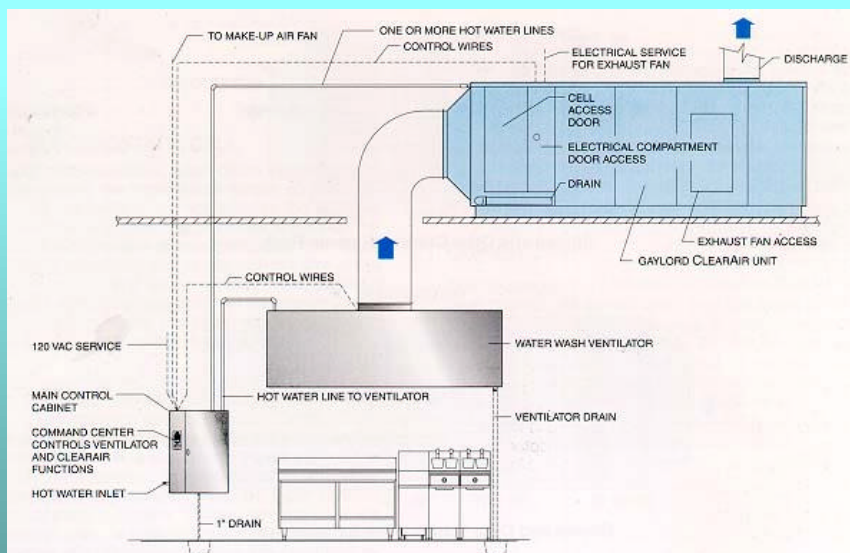 TO MAKE-UP AIR FAN
ONE OR MORE HOT WATER LINES
CONTROL WIRES
ELECTRICAL SERVICE
FOR EXHAUST FAN
DISCHARGE
CELL
ACCESS
DOOR
ELECTRICAL COMPARTMENT
DOOR ACCESS
DRAIN
EXHAUST FAN ACCESS
GAYLORD CLEARAIR UNIT
CONTROL WIRES
120 VAC SERVICE
WATER WASH VENTILATOR
MAIN CONTROL
CABINET
HOT WATER LINE TO VENTILATOR
VENTILATOR DRAIN
COMMAND CENTER
CONTROLS VENTILATOR
AND CLEARAIR
FUNCTIONS
HOT WATER INLET
1" DRAIN